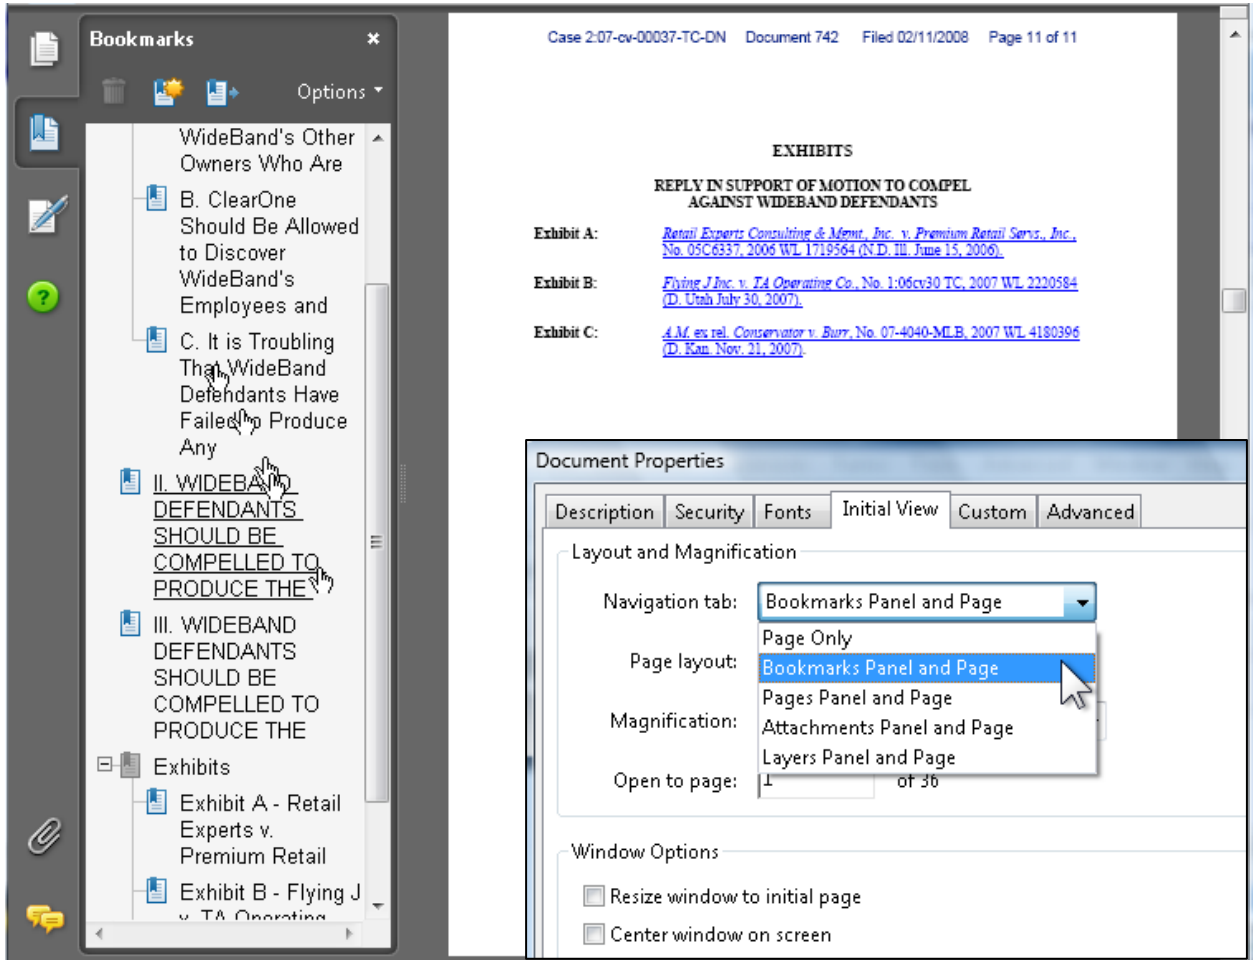 Bookmarks
Options
WideBand's Other
Owners Who Are
B. ClearOne
Should Be Allowed
to Discover
WideBand's
Employees and
C. It is Troubling
That WideBand
Defendants Have
Failed to Produce
Any
II. WIDEBAND
DEFENDANTS
SHOULD BE
COMPELLED TO
PRODUCE THE
III. WIDEBAND
DEFENDANTS
SHOULD BE
COMPELLED TO
PRODUCE THE
Exhibits
Exhibit A - Retail
Experts v.
Premium Retail
Exhibit B - Flying J
v. TA Operating
Case 2:07-cv-00037-TC-DN Document 742 Filed 02/11/2008 Page 11 of 11
EXHIBITS
REPLY IN SUPPORT OF MOTION TO COMPEL
AGAINST WIDEBAND DEFENDANTS
Exhibit A: Retail Experts Consulting & Mgmt., Inc. v. Premium Retail Servs., Inc.,
No. 05C6337, 2006 WL 1719564 (N.D. Ill. June 15, 2006).
Exhibit B: Flying J Inc. v. TA Operating Co., No. 1:06cv30 TC, 2007 WL 2220584
(D. Utah July 30, 2007).
Exhibit C: A.M. ex rel. Conservator v. Burr, No. 07-4040-MLB, 2007 WL 4180396
(D. Kan. Nov. 21, 2007).
Document Properties
Description Security Fonts Initial View Custom Advanced
Layout and Magnification
Navigation tab: Bookmarks Panel and Page
Page Only
Page layout: Bookmarks Panel and Page
Pages Panel and Page
Magnification: Attachments Panel and Page
Layers Panel and Page
Open to page: 1 of 36
Window Options
Resize window to initial page
Center window on screen